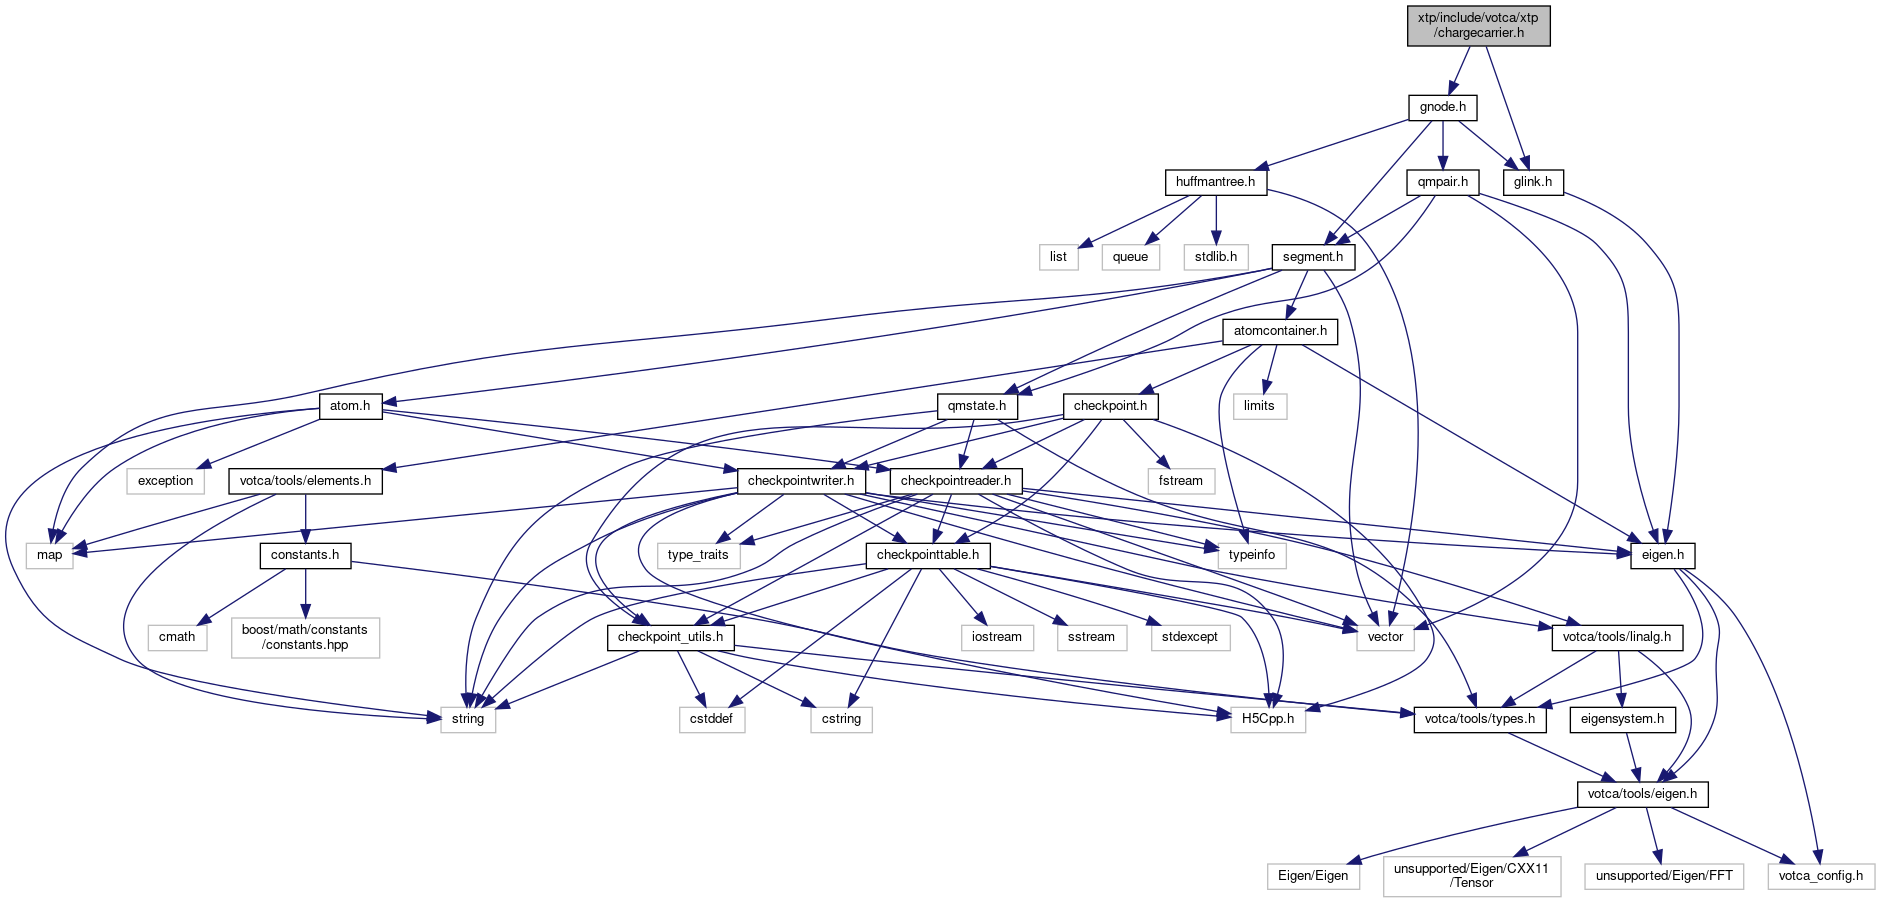 xtp/include/votca/xtp
/chargecarrier.h
gnode.h
huffmantree.h
qmpair.h
glink.h
list
queue
stdlib.h
segment.h
atomcontainer.h
atom.h
qmstate.h
checkpoint.h
limits
exception
votca/tools/elements.h
checkpointwriter.h
checkpointreader.h
fstream
map
constants.h
type_traits
checkpointtable.h
typeinfo
eigen.h
cmath
boost/math/constants
/constants.hpp
checkpoint_utils.h
iostream
sstream
stdexcept
vector
votca/tools/linalg.h
string
cstddef
cstring
H5Cpp.h
votca/tools/types.h
eigensystem.h
votca/tools/eigen.h
Eigen/Eigen
unsupported/Eigen/CXX11
/Tensor
unsupported/Eigen/FFT
votca_config.h